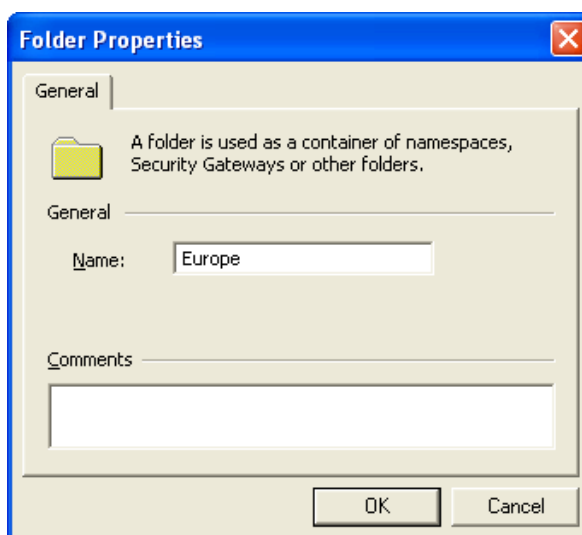 Folder Properties
General
A folder is used as a container of namespaces,
Security Gateways or other folders.
General
Name:
Europe
Comments
OK
Cancel